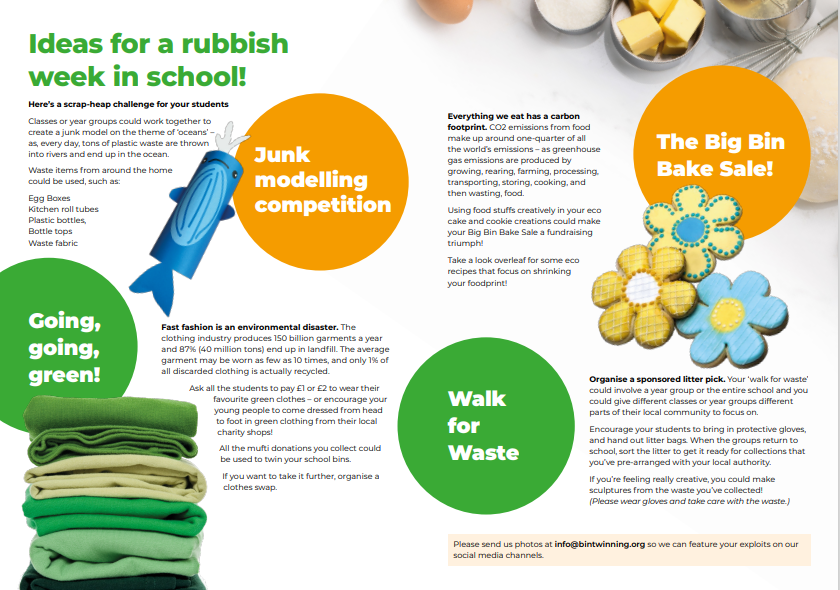 Ideas for a rubbish
week in school!
Here's a scrap-heap challenge for your students
Classes or year groups could work together to
create a junk model on the theme of 'oceans' –
as, every day, tons of plastic waste are thrown
into rivers and end up in the ocean.
Waste items from around the home
could be used, such as:
Egg Boxes
Kitchen roll tubes
Plastic bottles,
Bottle tops
Waste fabric
Junk
modelling
competition
Going,
going,
green!
Fast fashion is an environmental disaster. The
clothing industry produces 150 billion garments a year
and 87% (40 million tons) end up in landfill. The average
garment may be worn as few as 10 times, and only 1% of
all discarded clothing is actually recycled.
Ask all the students to pay £1 or £2 to wear their
favourite green clothes – or encourage your
young people to come dressed from head
to foot in green clothing from their local
charity shops!
All the mufti donations you collect could
be used to twin your school bins.
If you want to take it further, organise a
clothes swap.
Everything we eat has a carbon
footprint. CO2 emissions from food
make up around one-quarter of all
the world's emissions – as greenhouse
gas emissions are produced by
growing, rearing, farming, processing,
transporting, storing, cooking, and
then wasting, food.
Using food stuffs creatively in your eco
cake and cookie creations could make
your Big Bin Bake Sale a fundraising
triumph!
Take a look overleaf for some eco
recipes that focus on shrinking
your foodprint!
The Big Bin
Bake Sale!
Walk
for
Waste
Organise a sponsored litter pick. Your 'walk for waste'
could involve a year group or the entire school and you
could give different classes or year groups different
parts of their local community to focus on.
Encourage your students to bring in protective gloves,
and hand out litter bags. When the groups return to
school, sort the litter to get it ready for collections that
you've pre-arranged with your local authority.
If you're feeling really creative, you could make
sculptures from the waste you've collected!
(Please wear gloves and take care with the waste.)
Please send us photos at info@bintwinning.org so we can feature your exploits on our
social media channels.